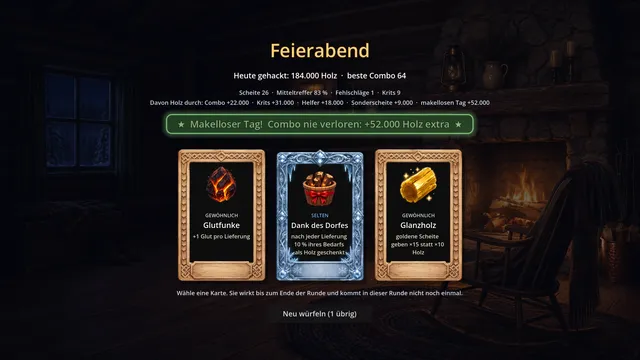 Feierabend
Heute gehackt: 184.000 Holz · beste Combo 64
Scheite 26 · Mitteltreffer 83 % · Fehlschläge 1 · Krits 9
Davon Holz durch: Combo +22.000 · Krits +31.000 · Helfer +18.000 · Sonderscheite +9.000 · makellosen Tag +52.000
★ Makelloser Tag! Combo nie verloren: +52.000 Holz extra ★
GEWÖHNLICH
Glutfunke
+1 Glut pro Lieferung
SELTEN
Dank des Dorfes
nach jeder Lieferung
10 % ihres Bedarfs
als Holz geschenkt
GEWÖHNLICH
Glanzholz
goldene Scheite
geben +15 statt +10
Holz
Wähle eine Karte. Sie wirkt bis zum Ende der Runde und kommt in dieser Runde nicht noch einmal.
Neu würfeln (1 übrig)